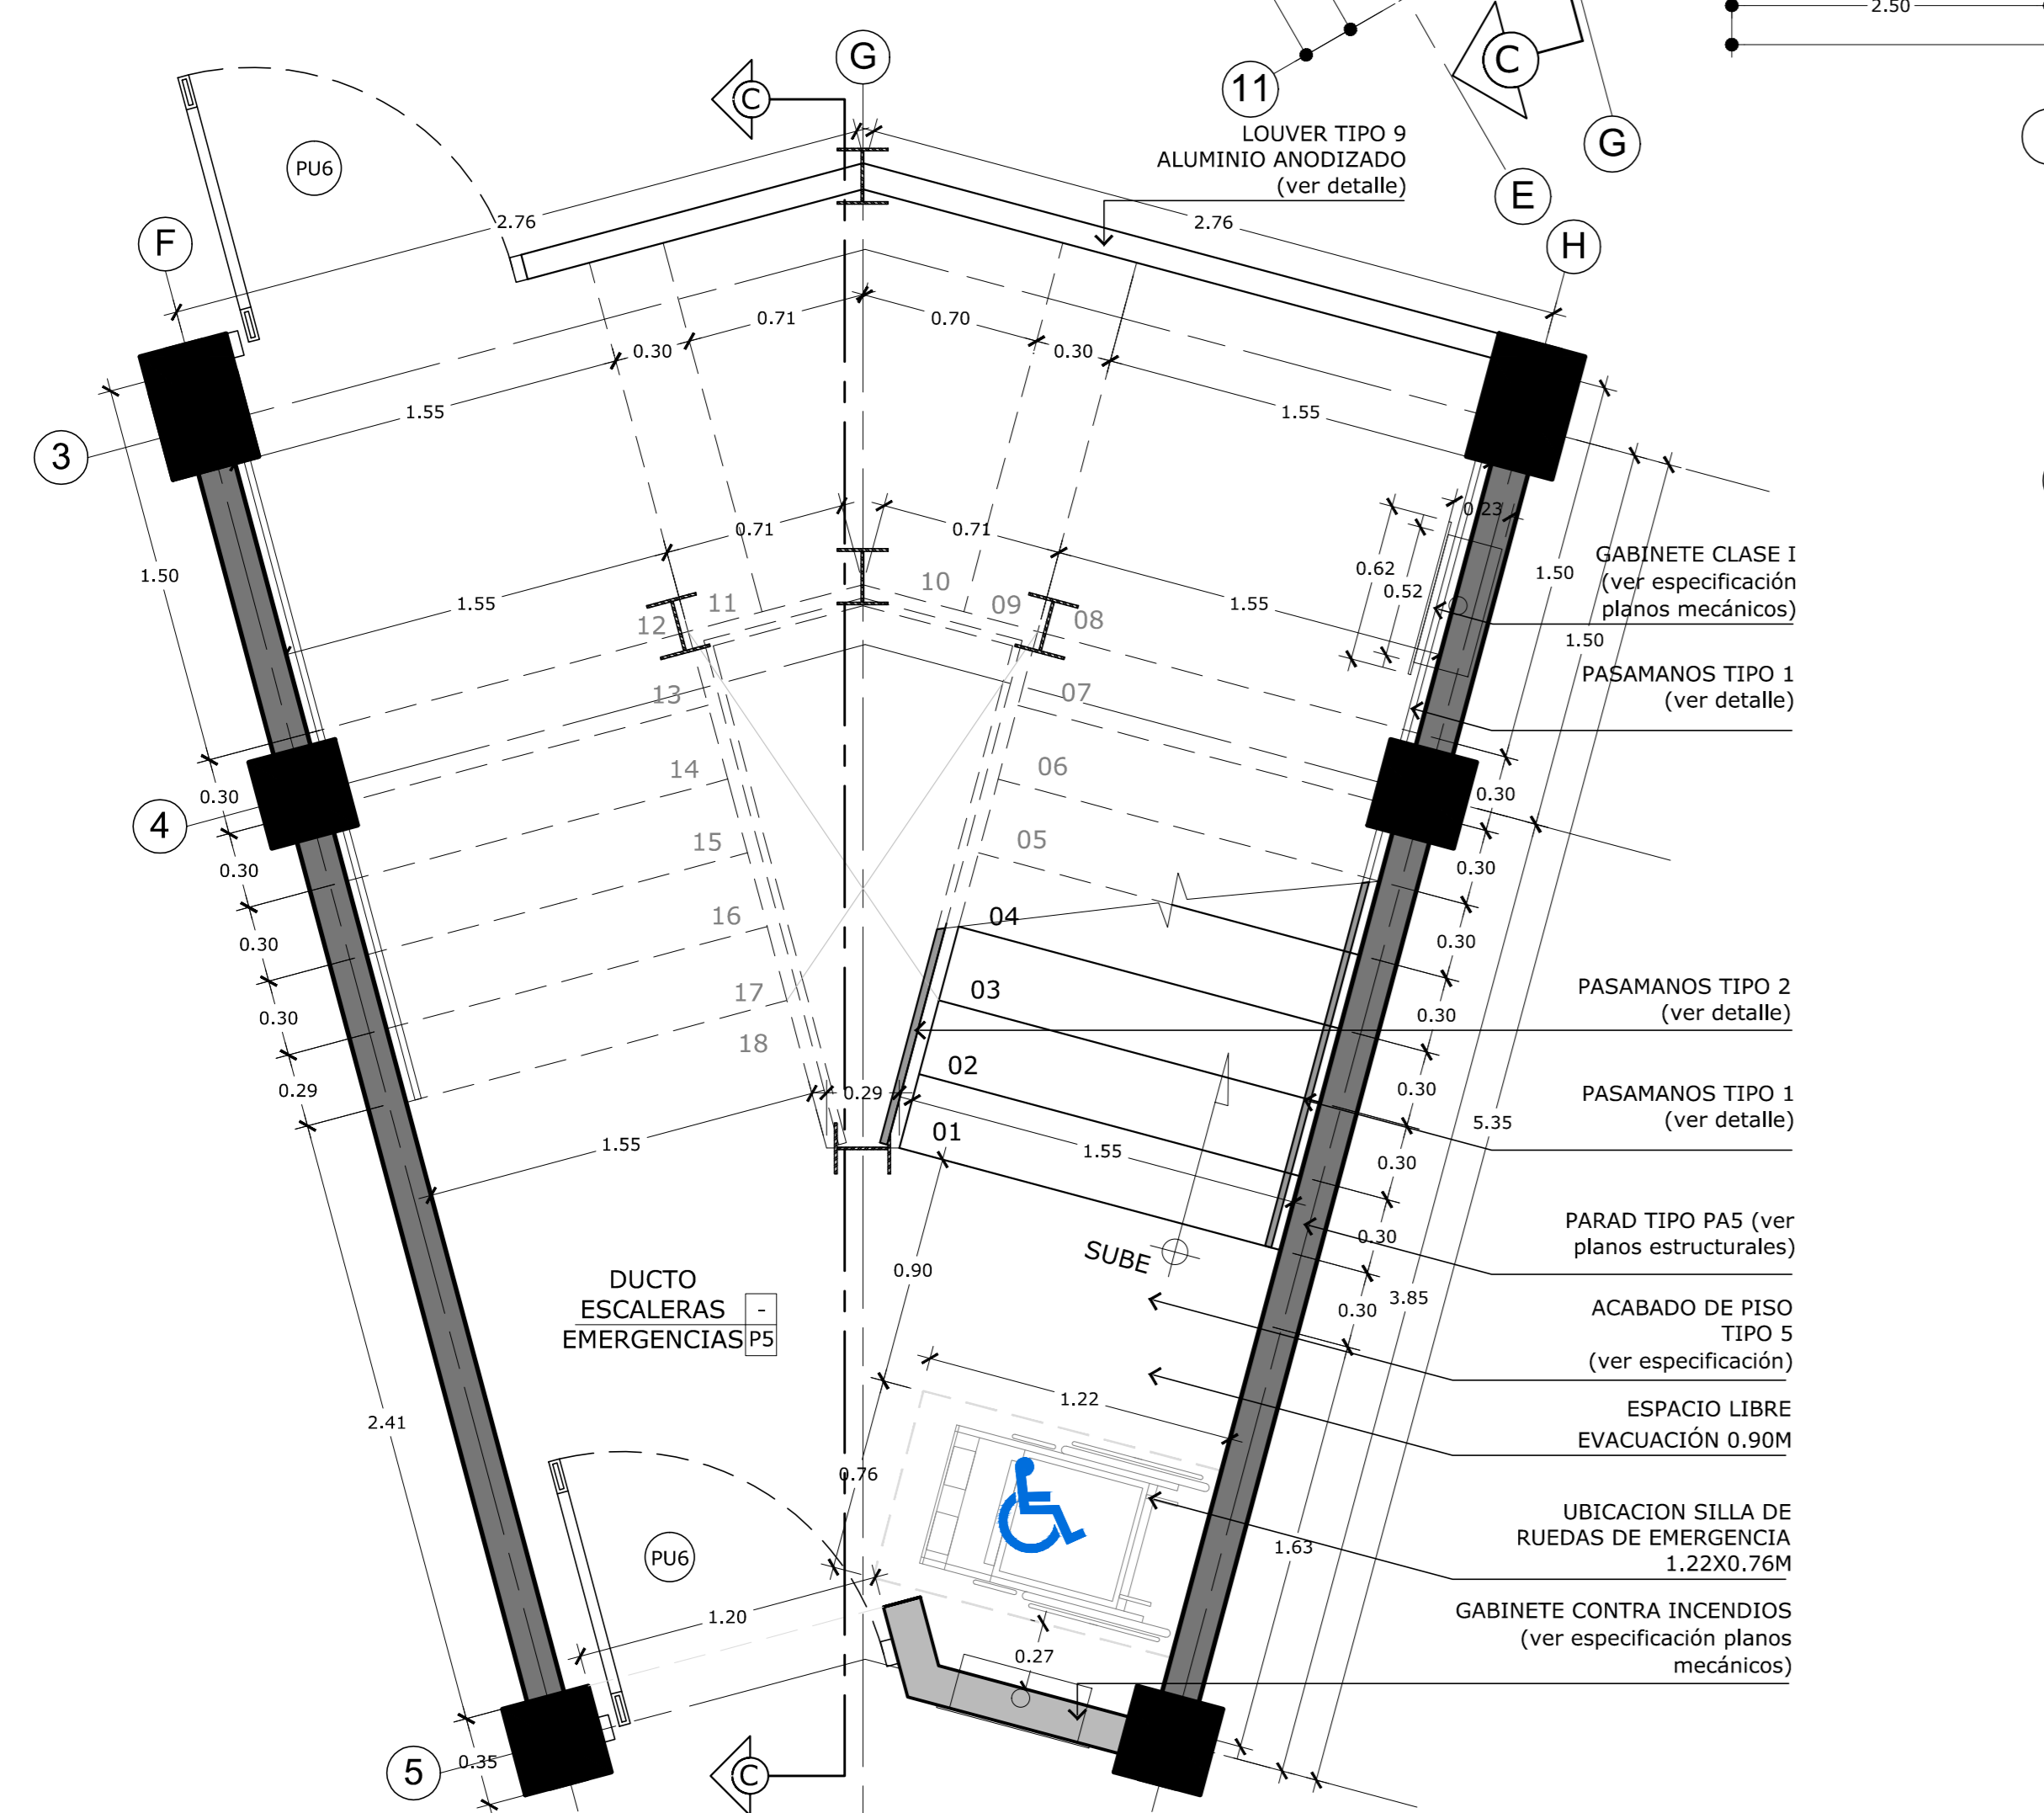 2.50
G
C
C
11
LOUVER TIPO 9
ALUMINIO ANODIZADO
(ver detalle)
G
E
PU6
F
2.76
2.76
H
0.71
0.70
0.30
0.30
1.55
1.55
3
0.71
0.71
0.23
GABINETE CLASE I
(ver especificación
planos mecánicos)
1.50
0.62
0.52
1.50
1.50
1.55
1.55
11
10
09
08
12
PASAMANOS TIPO 1
(ver detalle)
13
07
14
06
0.30
0.30
4
15
05
0.30
0.30
16
04
0.30
0.30
17
03
0.30
0.30
PASAMANOS TIPO 2
(ver detalle)
18
02
0.29
0.29
0.30
PASAMANOS TIPO 1
(ver detalle)
5.35
01
1.55
1.55
0.30
PARAD TIPO PA5 (ver
planos estructurales)
SUBE
0.30
0.90
DUCTO
ESCALERAS -
EMERGENCIAS P5
0.30
3.85
ACABADO DE PISO
TIPO 5
(ver especificación)
1.22
ESPACIO LIBRE
EVACUACIÓN 0.90M
2.41
0.76
UBICACION SILLA DE
RUEDAS DE EMERGENCIA
1.22X0.76M
PU6
1.63
1.20
GABINETE CONTRA INCENDIOS
(ver especificación planos
mecánicos)
0.27
5
0.35
C